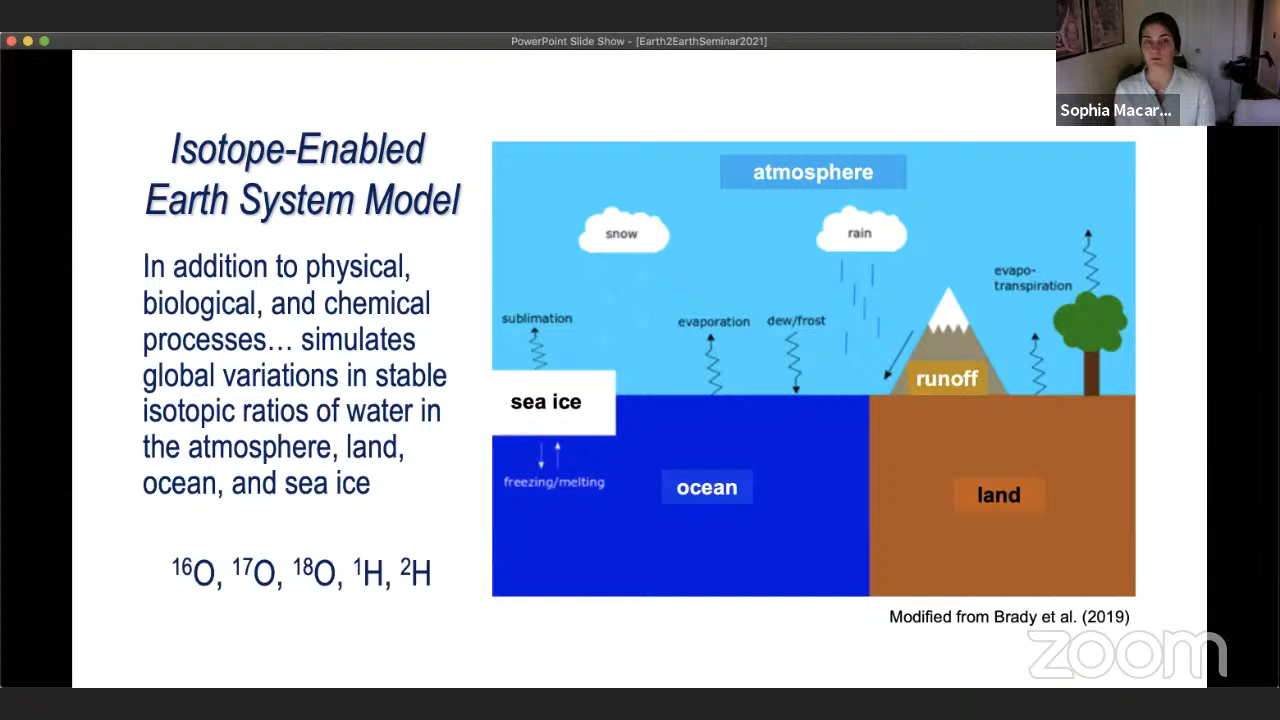 PowerPoint Slide Show - [Earth2EarthSeminar2021]
Sophia Macar...
Isotope-Enabled
Earth System Model
In addition to physical,
biological, and chemical
processes… simulates
global variations in stable
isotopic ratios of water in
the atmosphere, land,
ocean, and sea ice
¹⁶O, ¹⁷O, ¹⁸O, ¹H, ²H
atmosphere
snow
rain
evapo-
transpiration
sublimation
evaporation
dew/frost
runoff
sea ice
freezing/melting
ocean
land
Modified from Brady et al. (2019)
zoom